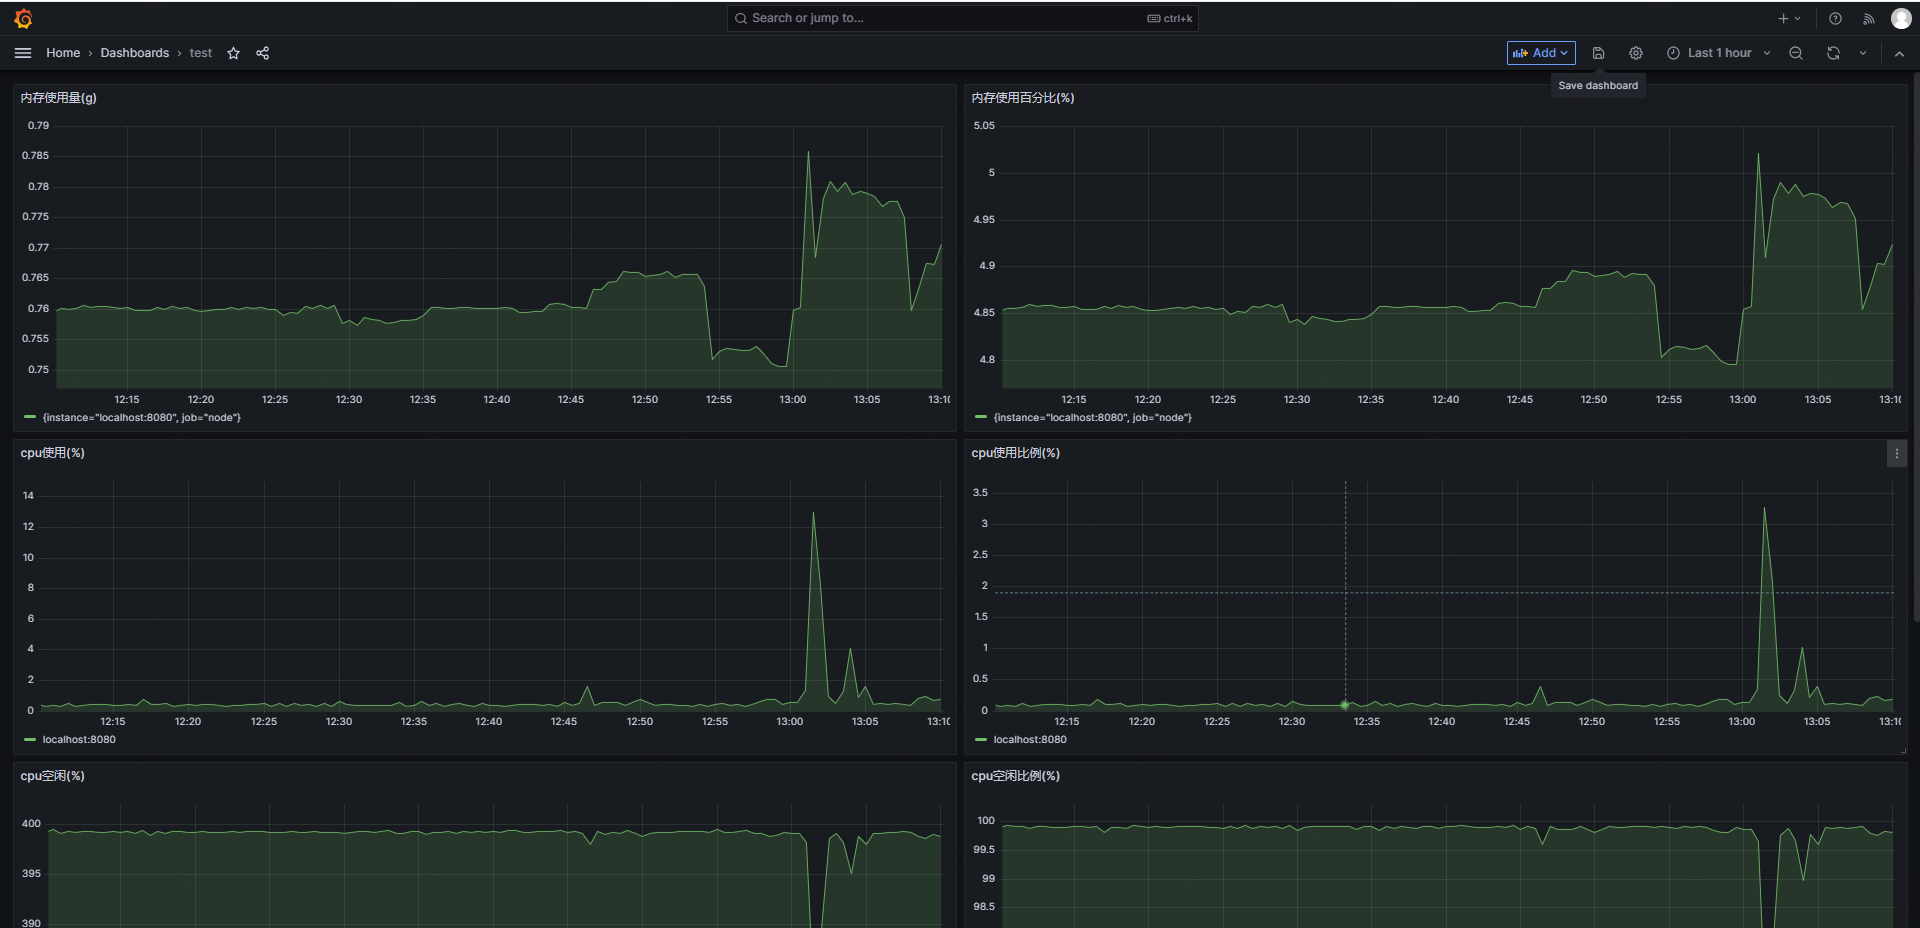 Search or jump to... ctrl+k
Home › Dashboards › test
Add
Last 1 hour
Save dashboard
内存使用量(g)
0.79
0.785
0.78
0.775
0.77
0.765
0.76
0.755
0.75
12:15 12:20 12:25 12:30 12:35 12:40 12:45 12:50 12:55 13:00 13:05 13:10
{instance="localhost:8080", job="node"}
内存使用百分比(%)
5.05
5
4.95
4.9
4.85
4.8
12:15 12:20 12:25 12:30 12:35 12:40 12:45 12:50 12:55 13:00 13:05 13:10
{instance="localhost:8080", job="node"}
cpu使用(%)
14
12
10
8
6
4
2
0
12:15 12:20 12:25 12:30 12:35 12:40 12:45 12:50 12:55 13:00 13:05 13:10
localhost:8080
cpu使用比例(%)
3.5
3
2.5
2
1.5
1
0.5
0
12:15 12:20 12:25 12:30 12:35 12:40 12:45 12:50 12:55 13:00 13:05 13:10
localhost:8080
cpu空闲(%)
400
395
390
cpu空闲比例(%)
100
99.5
99
98.5